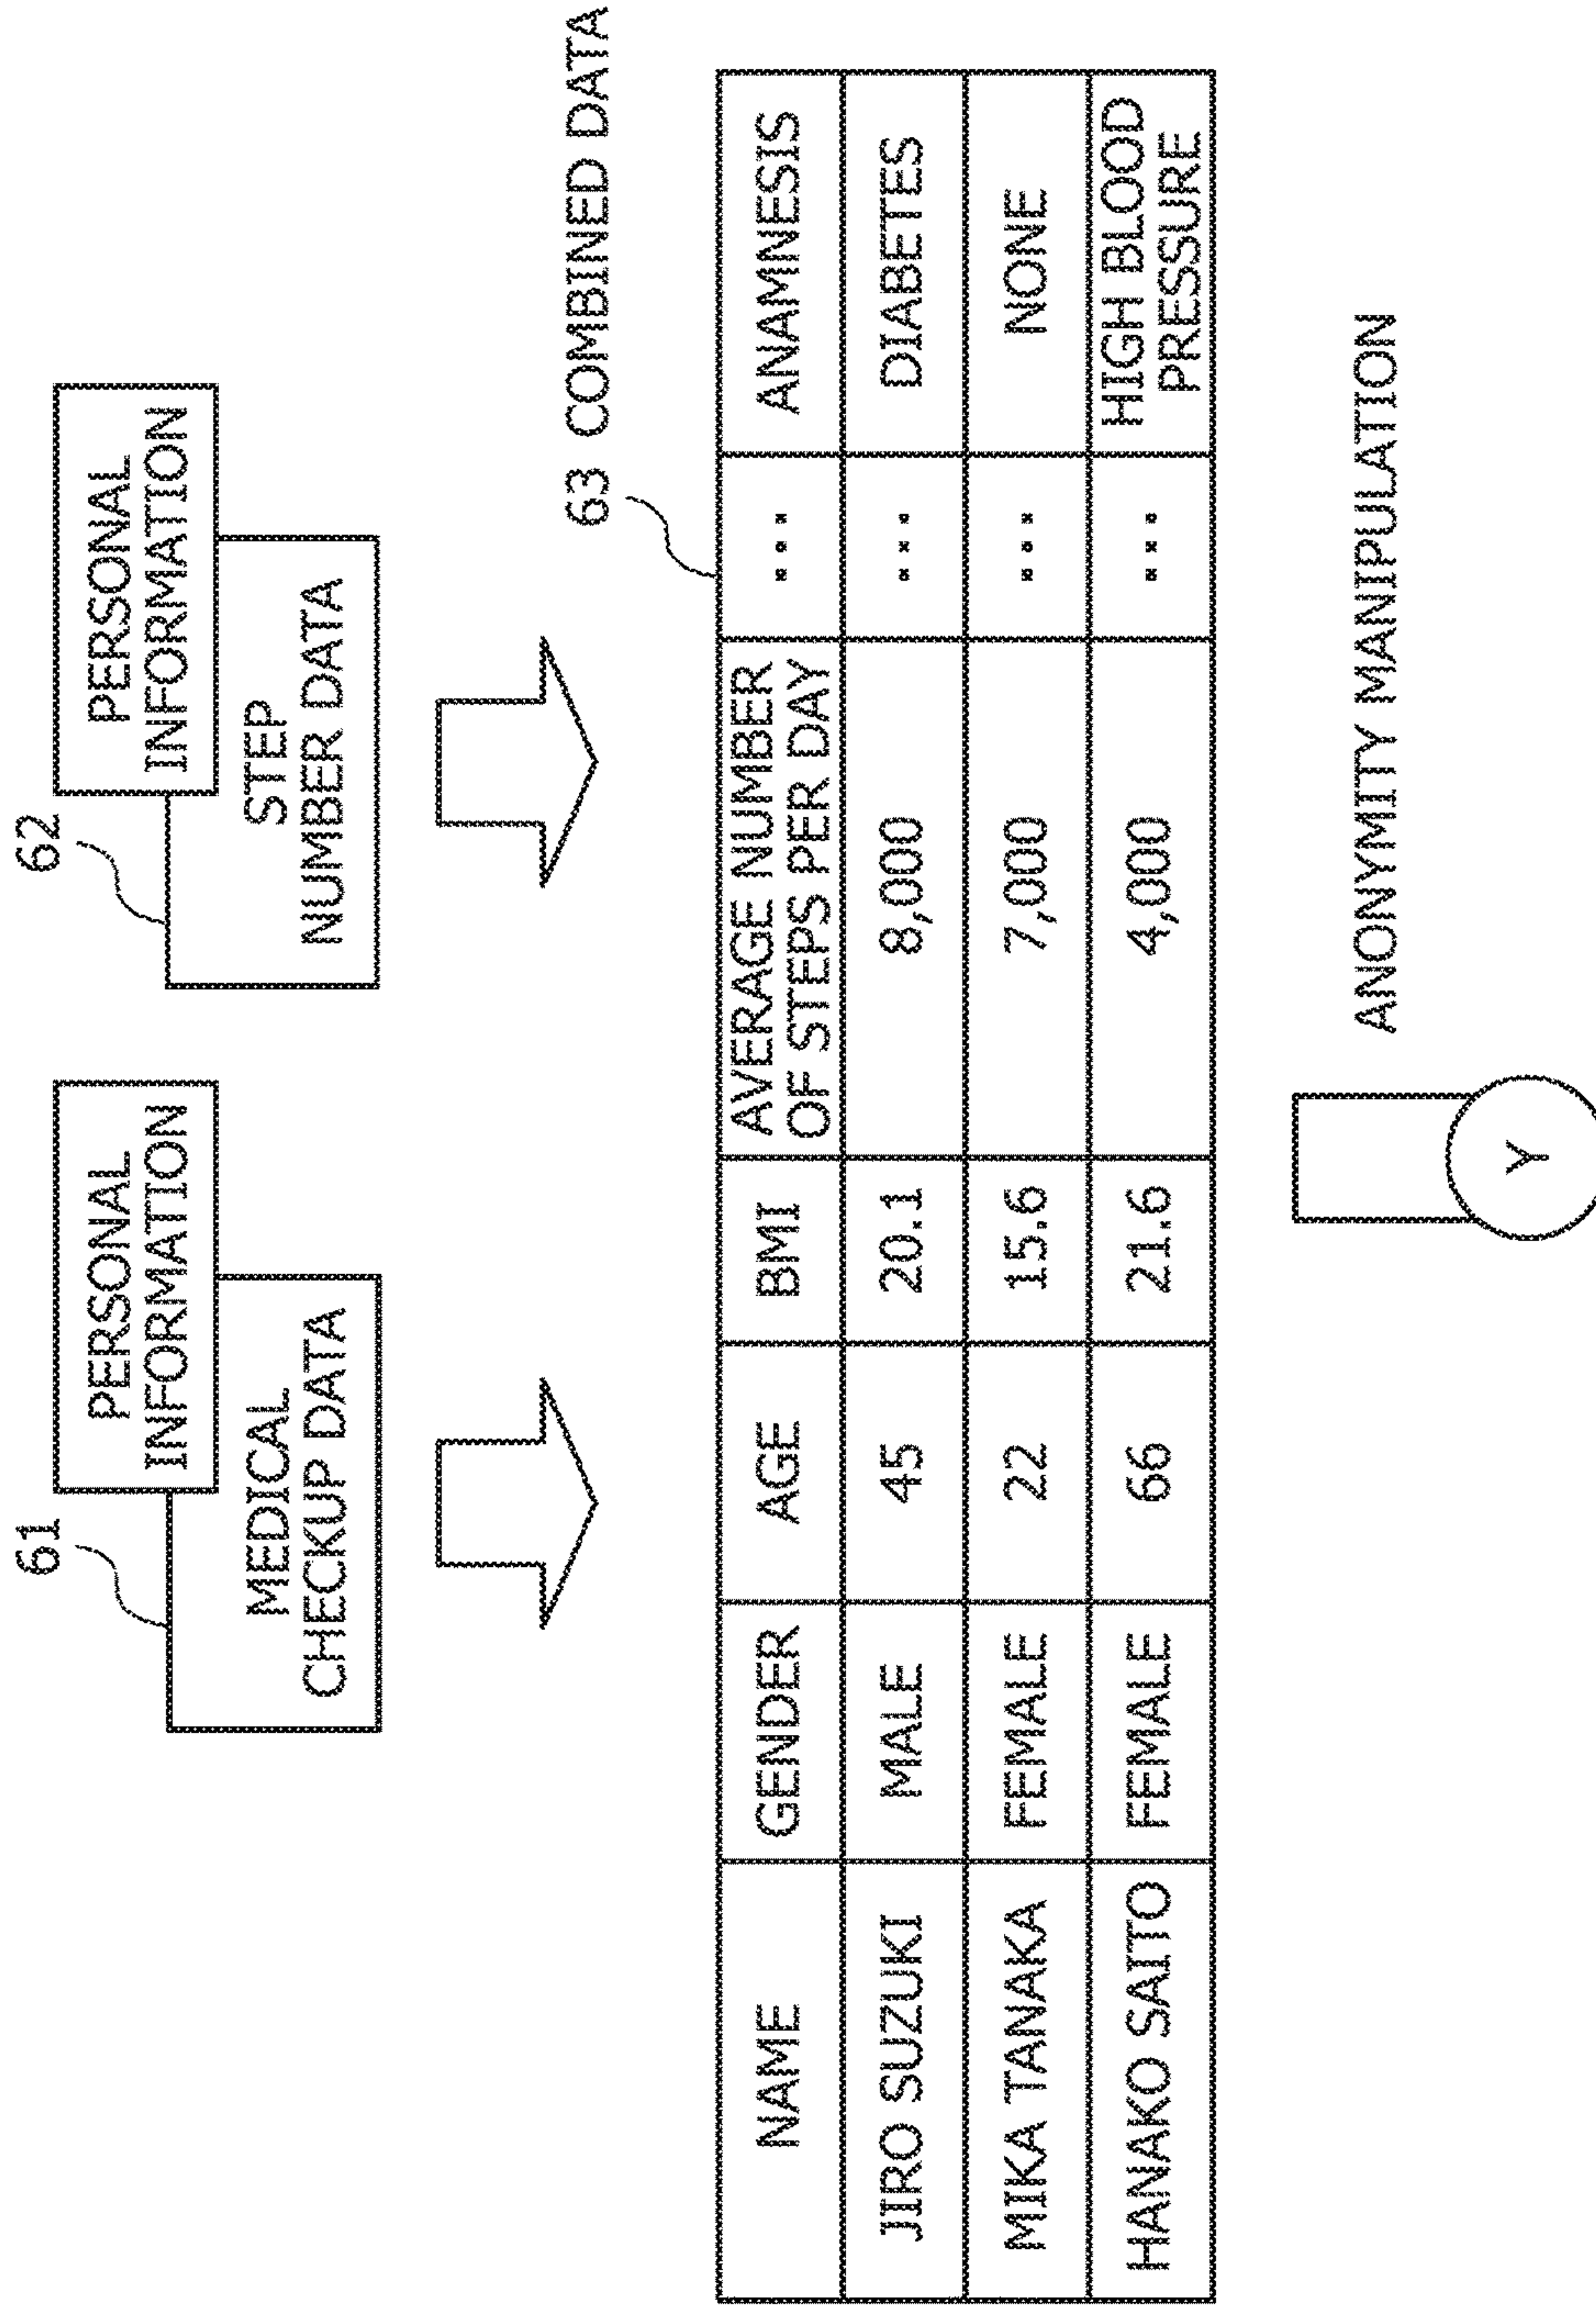 61
PERSONAL
INFORMATION
MEDICAL
CHECKUP DATA
62
PERSONAL
INFORMATION
STEP
NUMBER DATA
63 COMBINED DATA
NAME
GENDER
AGE
BMI
AVERAGE NUMBER
OF STEPS PER DAY
...
ANAMNESIS
JIRO SUZUKI
MALE
45
20.1
8,000
...
DIABETES
MIKA TANAKA
FEMALE
22
15.6
7,000
...
NONE
HANAKO SAITO
FEMALE
66
21.6
4,000
...
HIGH BLOOD
PRESSURE
ANONYMITY MANIPULATION
Y